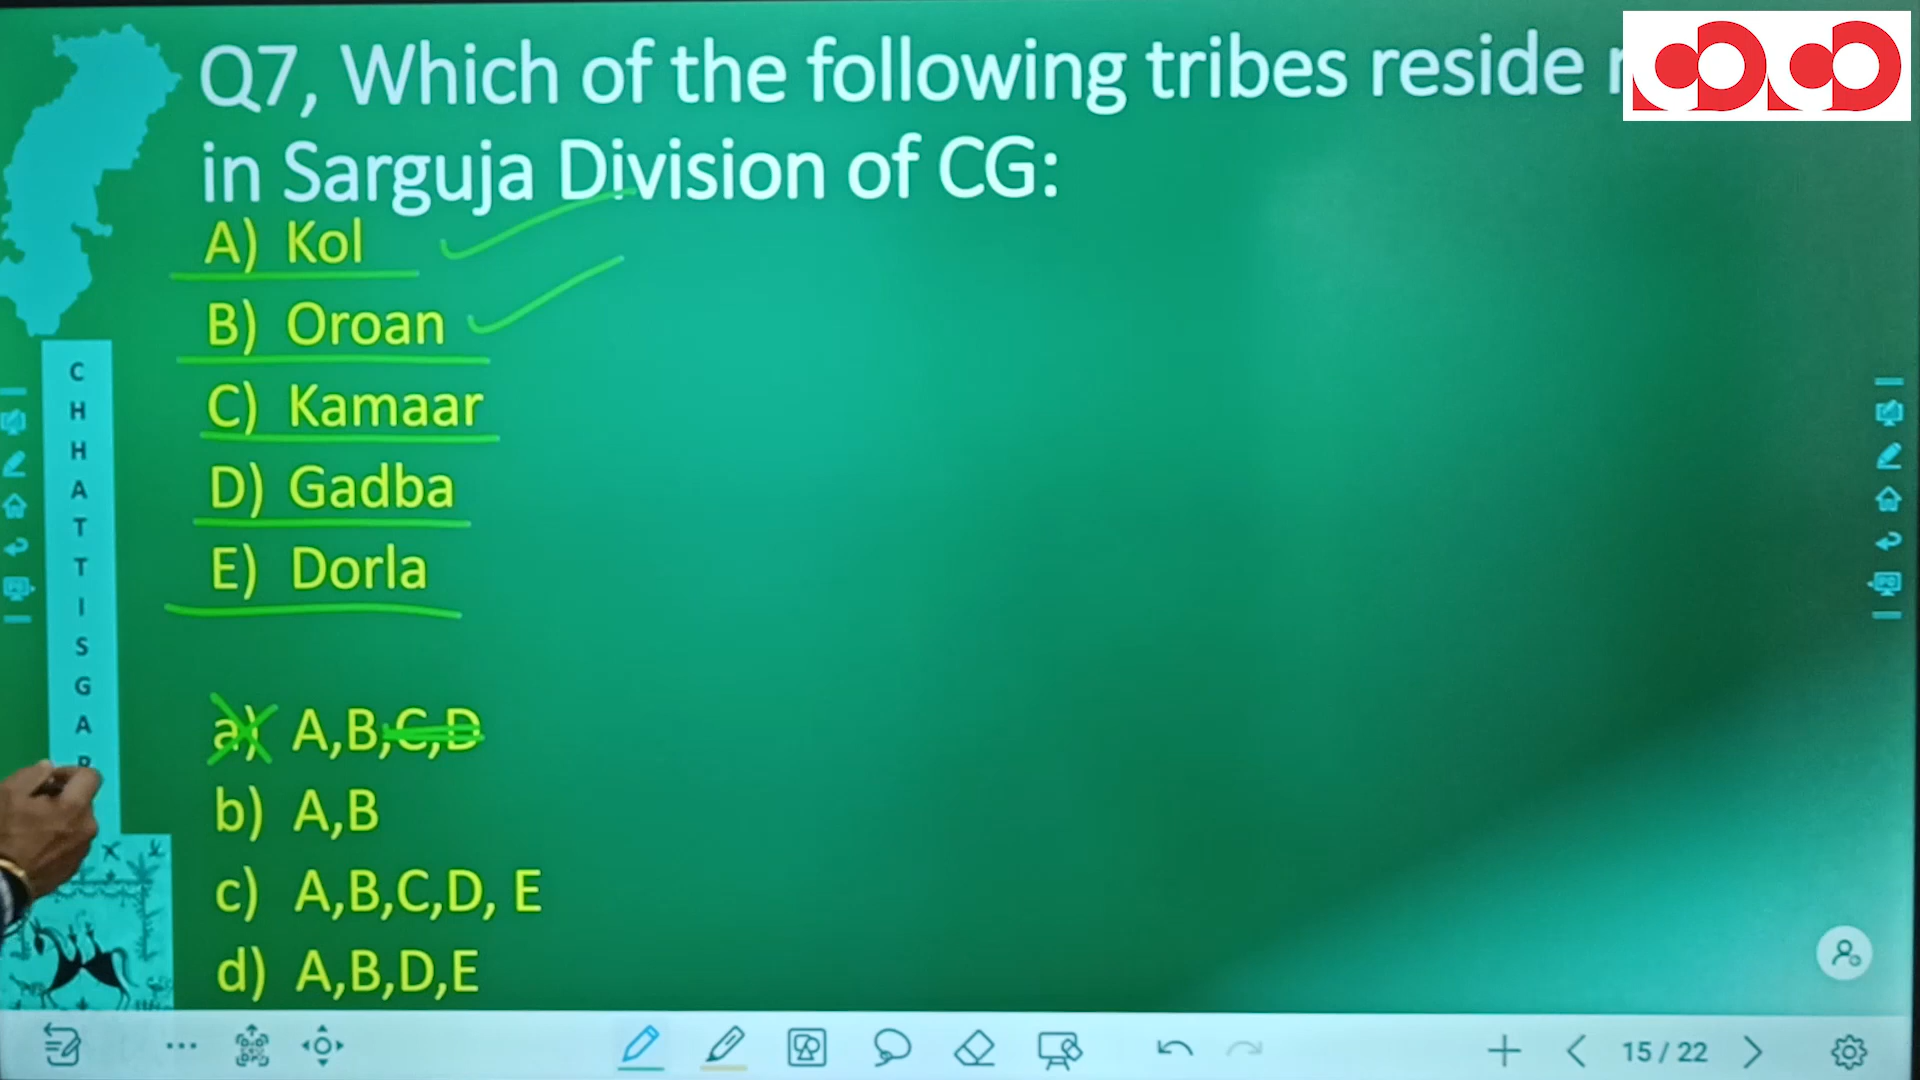 Q7, Which of the following tribes reside
in Sarguja Division of CG:
A) Kol
B) Oroan
C) Kamaar
D) Gadba
E) Dorla
a) A,B,C,D
b) A,B
c) A,B,C,D, E
d) A,B,D,E
CHHATTISGAR
15 / 22